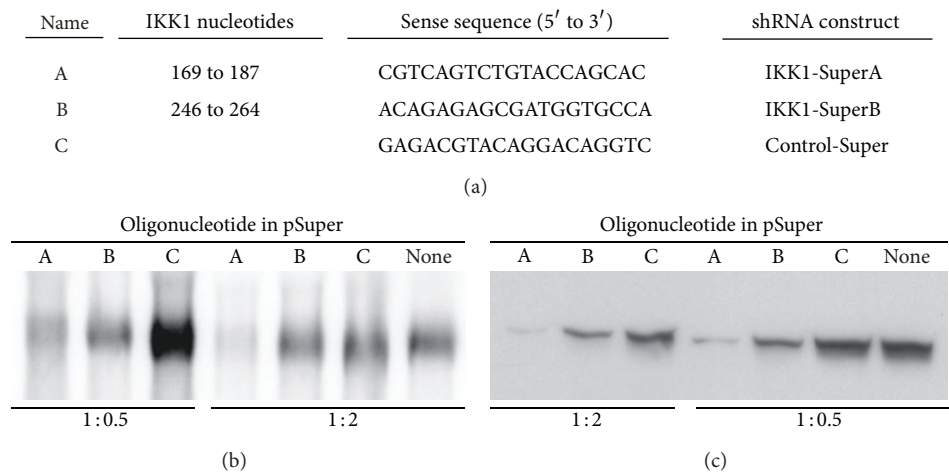 Name IKK1 nucleotides Sense sequence (5′ to 3′) shRNA construct
A 169 to 187 CGTCAGTCTGTACCAGCAC IKK1-SuperA
B 246 to 264 ACAGAGAGCGATGGTGCCA IKK1-SuperB
C GAGACGTACAGGACAGGTC Control-Super
(a)
Oligonucleotide in pSuper
A B C A B C None
1:0.5 1:2
(b)
Oligonucleotide in pSuper
A B C A B C None
1:2 1:0.5
(c)